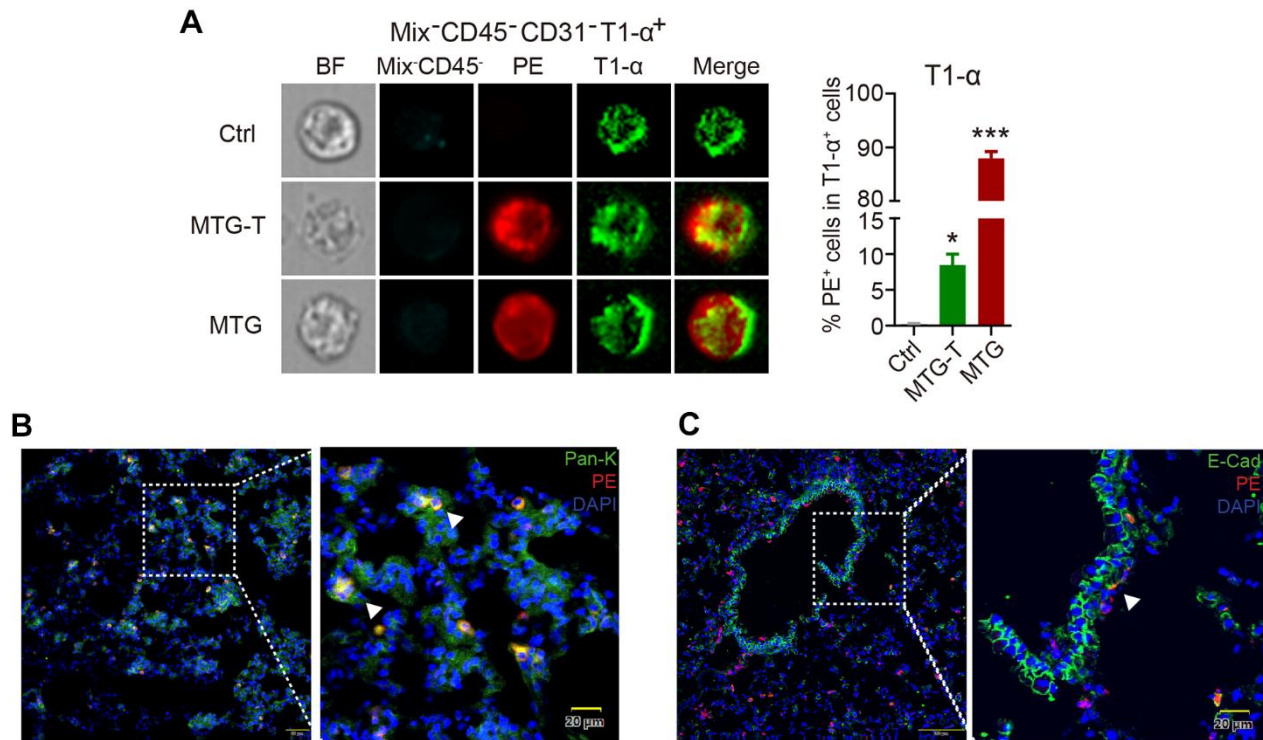 A
Mix⁻CD45⁻CD31⁻T1-α⁺
BF Mix⁻CD45⁻ PE T1-α Merge
Ctrl
MTG-T
MTG
T1-α
% PE⁺ cells in T1-α⁺ cells
100
90
80
15
10
5
0
*
***
Ctrl
MTG-T
MTG
B
Pan-K
PE
DAPI
20 µm
C
E-Cad
PE
DAPI
20 µm